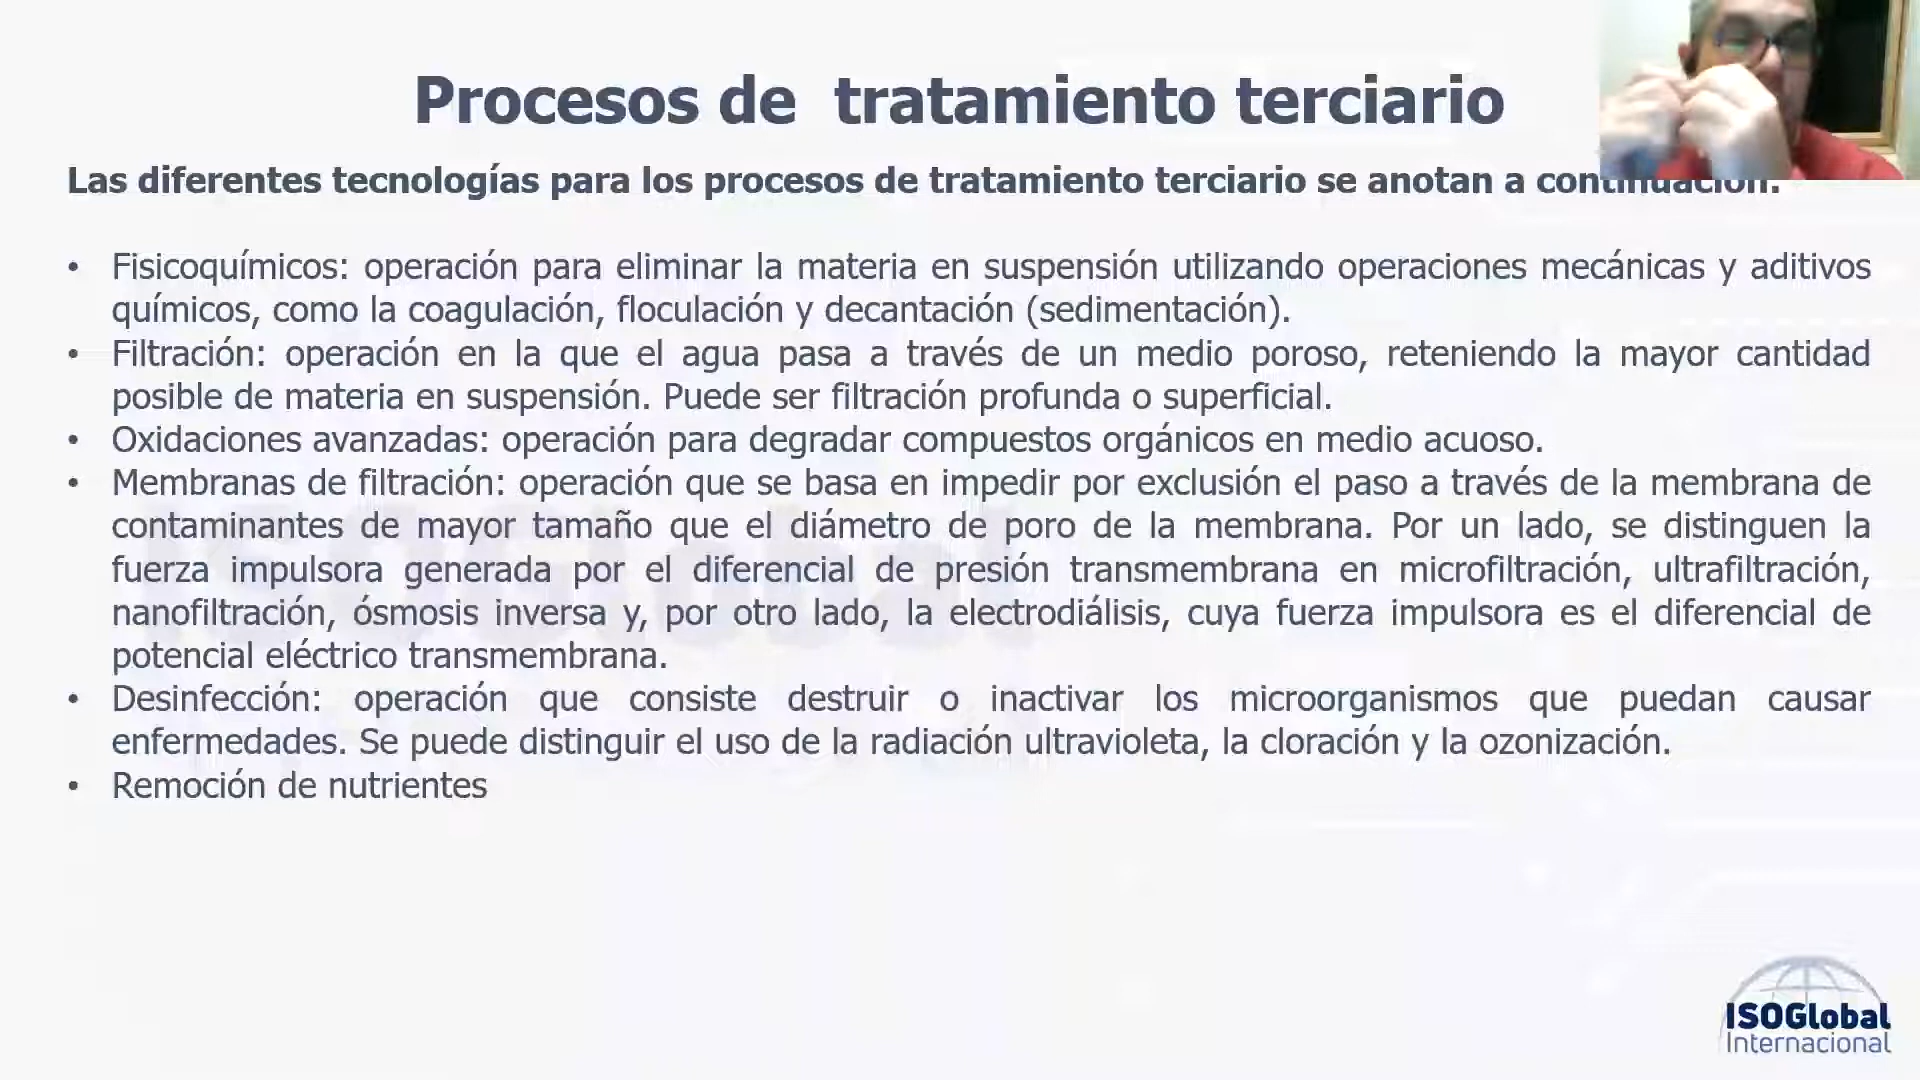 Procesos de tratamiento terciario
Las diferentes tecnologías para los procesos de tratamiento terciario se anotan a continuación:
• Fisicoquímicos: operación para eliminar la materia en suspensión utilizando operaciones mecánicas y aditivos
químicos, como la coagulación, floculación y decantación (sedimentación).
• Filtración: operación en la que el agua pasa a través de un medio poroso, reteniendo la mayor cantidad
posible de materia en suspensión. Puede ser filtración profunda o superficial.
• Oxidaciones avanzadas: operación para degradar compuestos orgánicos en medio acuoso.
• Membranas de filtración: operación que se basa en impedir por exclusión el paso a través de la membrana de
contaminantes de mayor tamaño que el diámetro de poro de la membrana. Por un lado, se distinguen la
fuerza impulsora generada por el diferencial de presión transmembrana en microfiltración, ultrafiltración,
nanofiltración, ósmosis inversa y, por otro lado, la electrodiálisis, cuya fuerza impulsora es el diferencial de
potencial eléctrico transmembrana.
• Desinfección: operación que consiste destruir o inactivar los microorganismos que puedan causar
enfermedades. Se puede distinguir el uso de la radiación ultravioleta, la cloración y la ozonización.
• Remoción de nutrientes
ISOGlobal
ISOGlobal
Internacional